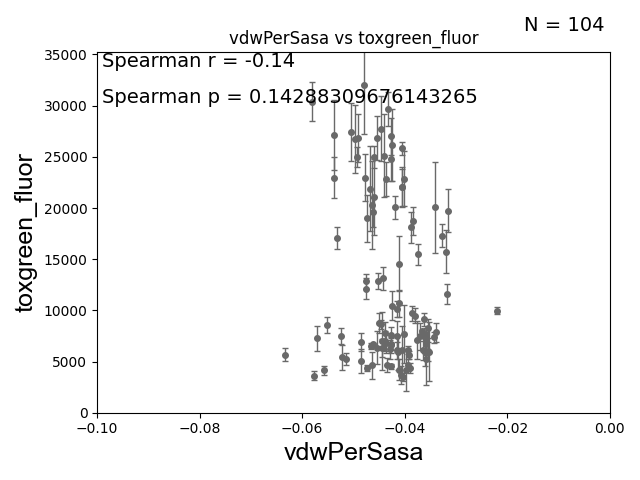 N = 104
vdwPerSasa vs toxgreen_fluor
Spearman r = -0.14
Spearman p = 0.14288309676143265
35000
30000
25000
20000
15000
10000
5000
0
toxgreen_fluor
−0.10
−0.08
−0.06
−0.04
−0.02
0.00
vdwPerSasa